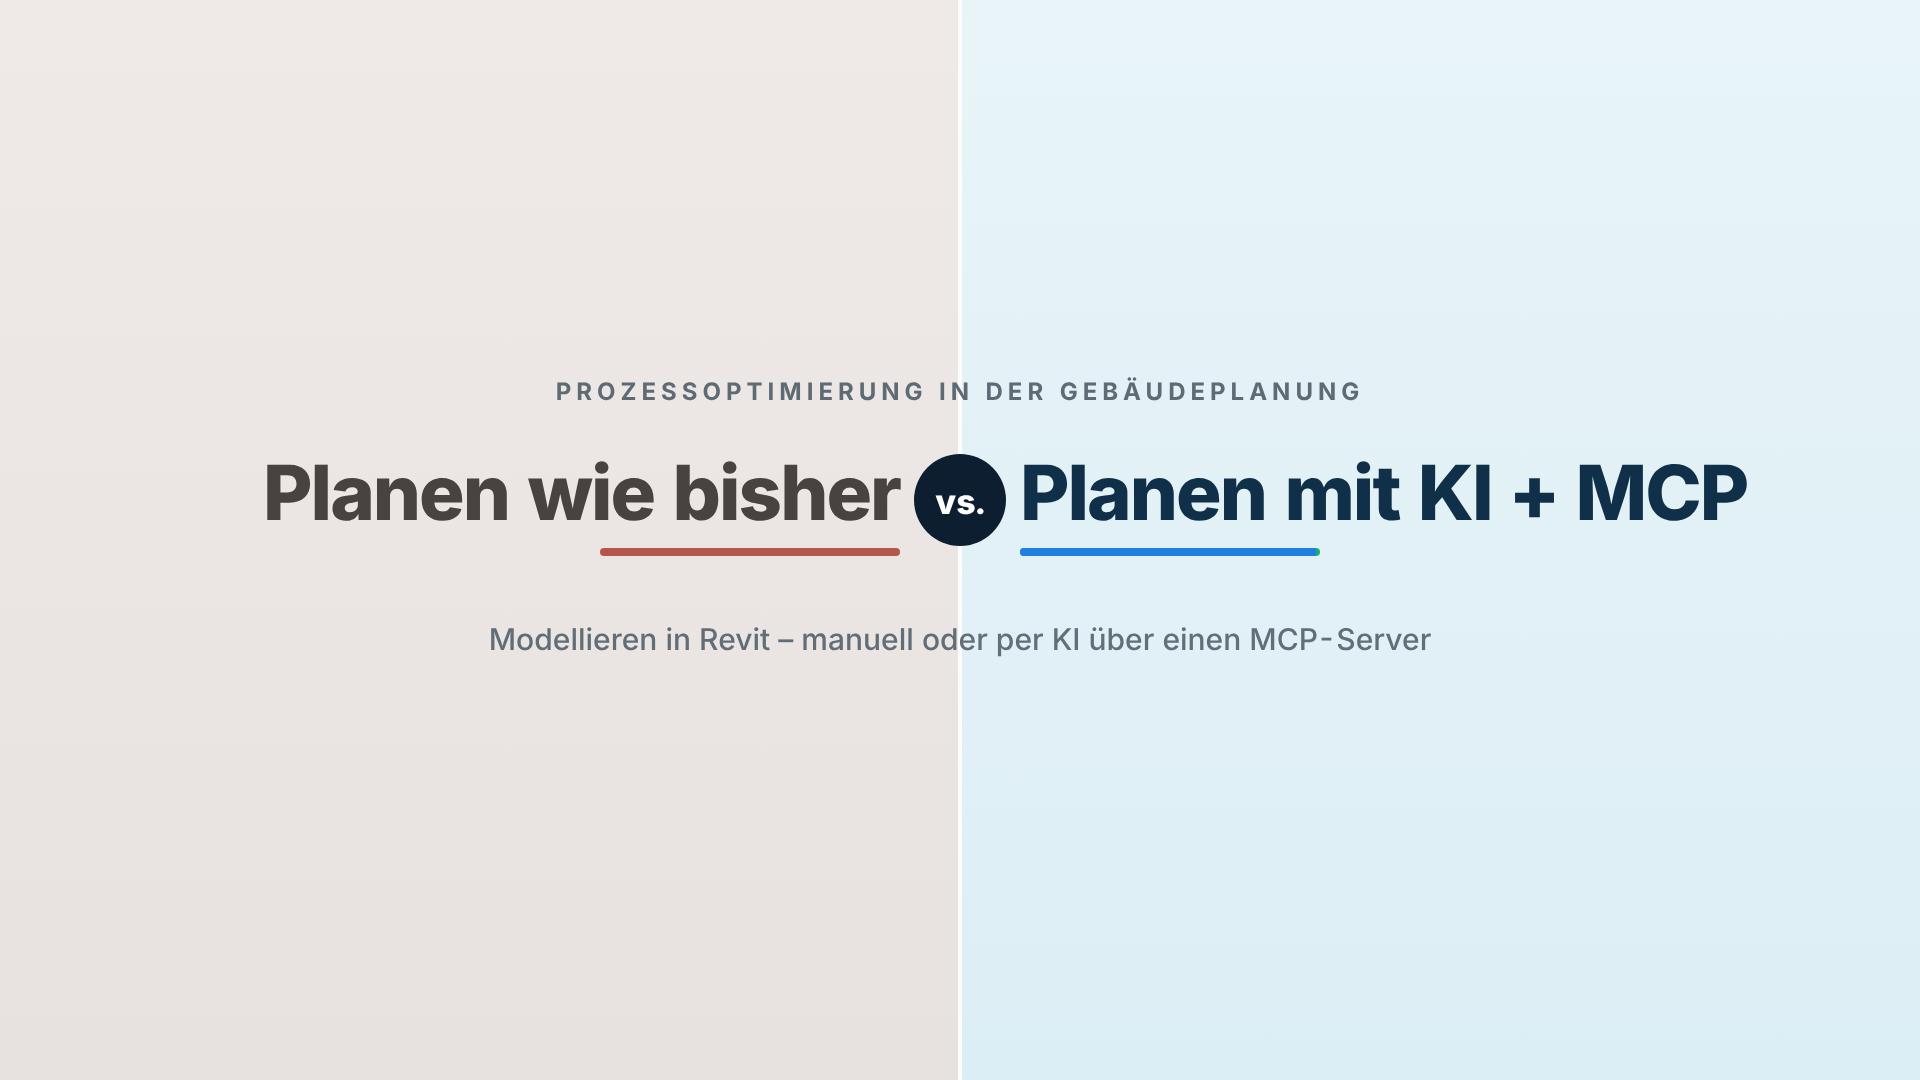 PROZESSOPTIMIERUNG IN DER GEBÄUDEPLANUNG
Planen wie bisher vs. Planen mit KI + MCP
Modellieren in Revit – manuell oder per KI über einen MCP-Server